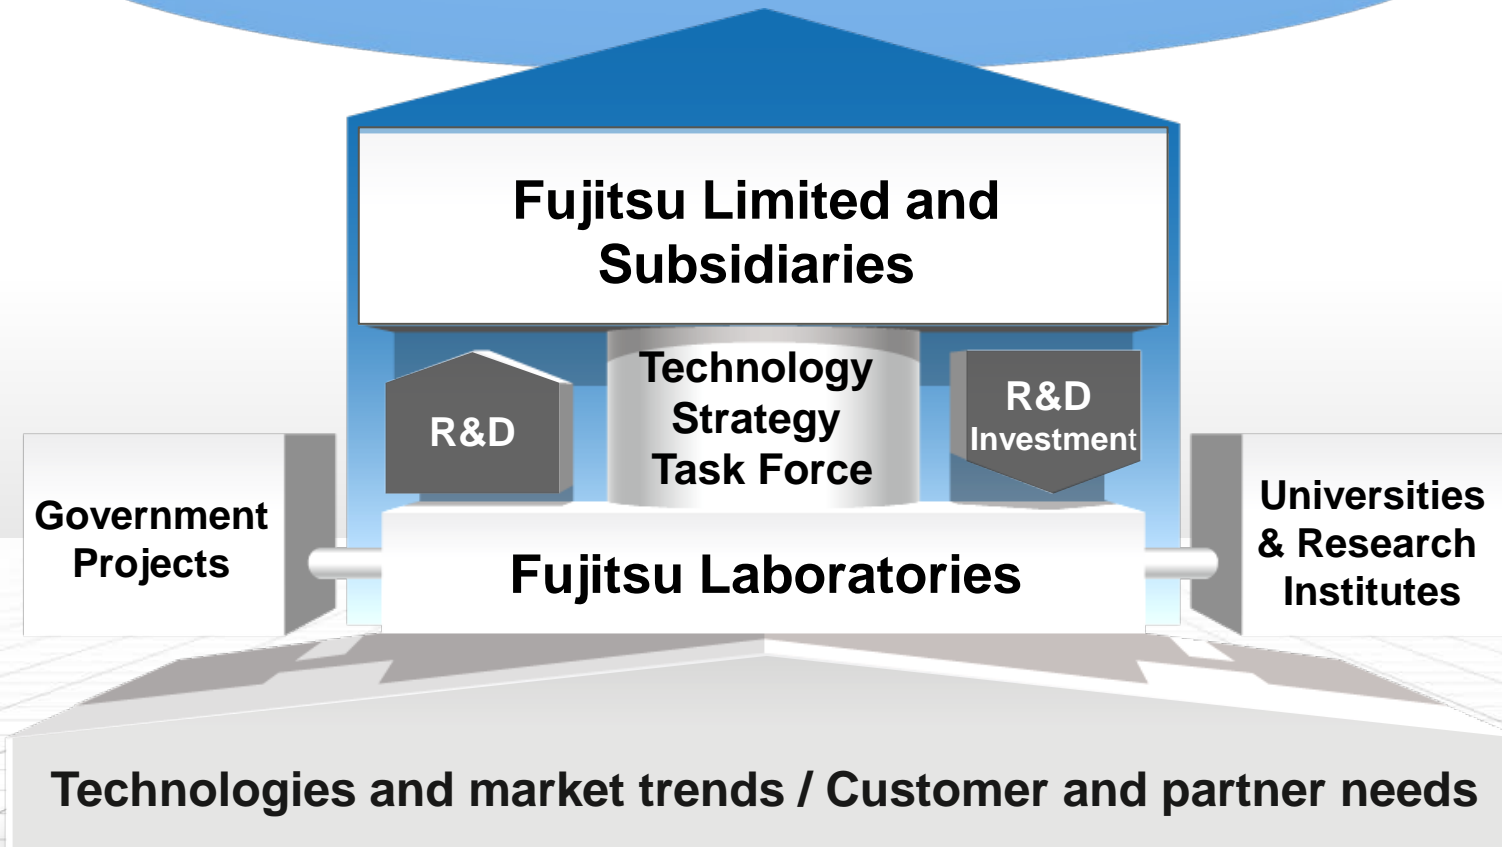 Fujitsu Limited and
Subsidiaries
R&D
Technology
Strategy
Task Force
R&D
Investment
Government
Projects
Fujitsu Laboratories
Universities
& Research
Institutes
Technologies and market trends / Customer and partner needs